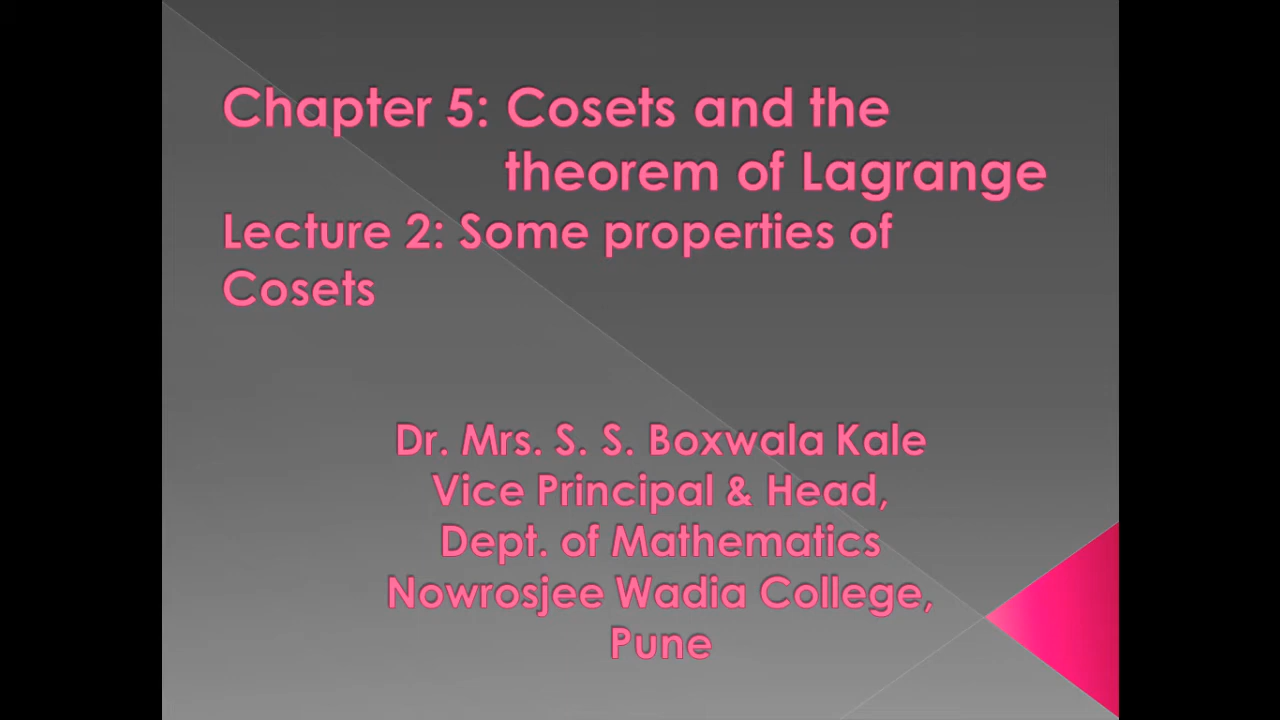 Chapter 5: Cosets and the
theorem of Lagrange
Lecture 2: Some properties of
Cosets
Dr. Mrs. S. S. Boxwala Kale
Vice Principal & Head,
Dept. of Mathematics
Nowrosjee Wadia College,
Pune